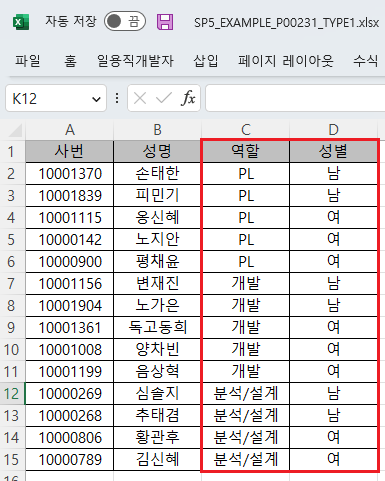 자동 저장 끔 SP5_EXAMPLE_P00231_TYPE1.xlsx
파일 홈 일용직개발자 삽입 페이지 레이아웃 수식
K12 fx
A B C D
1 사번 성명 역할 성별
2 10001370 손태한 PL 남
3 10001839 피민기 PL 남
4 10001115 옹신혜 PL 여
5 10000142 노지안 PL 여
6 10000900 평채윤 PL 여
7 10001156 변재진 개발 남
8 10001904 노가은 개발 남
9 10001361 독고동희 개발 여
10 10001008 양차빈 개발 여
11 10001199 음상혁 개발 여
12 10000269 심솔지 분석/설계 남
13 10000268 추태겸 분석/설계 남
14 10000806 황관후 분석/설계 여
15 10000789 김신혜 분석/설계 여